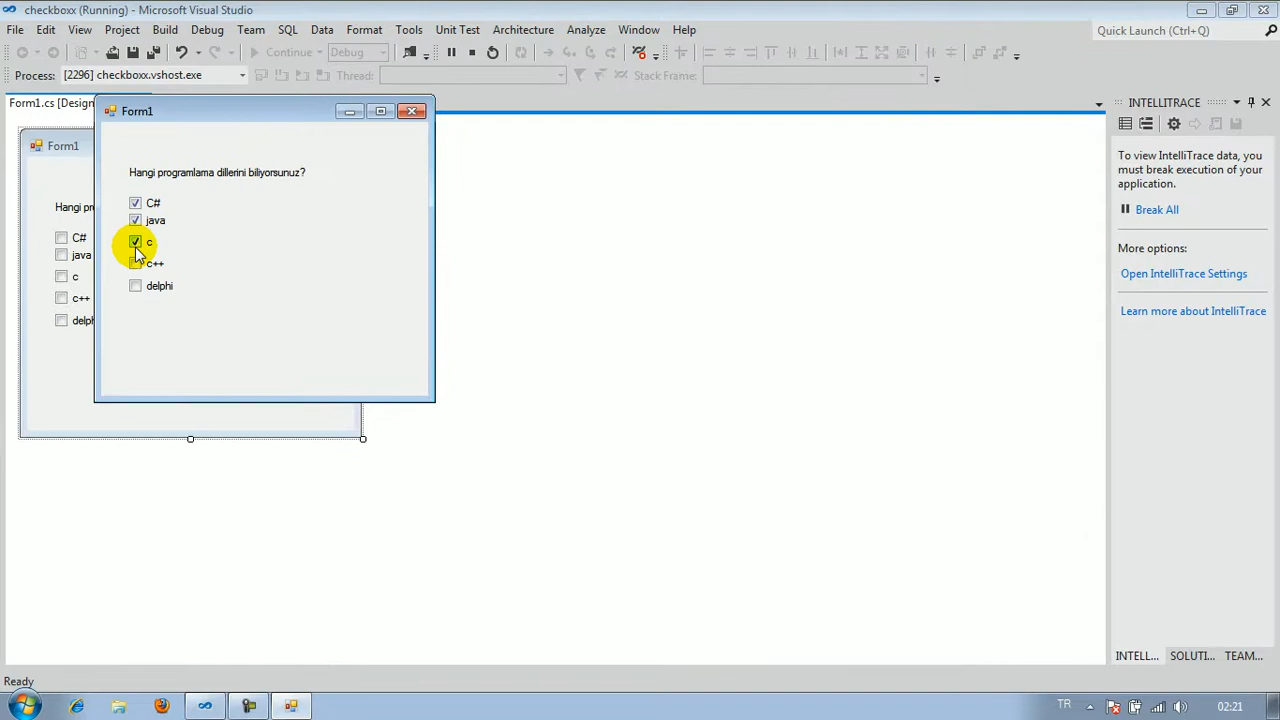 checkboxx (Running) - Microsoft Visual Studio
File Edit View Project Build Debug Team SQL Data Format Tools Unit Test Architecture Analyze Window Help
Quick Launch (Ctrl+Q)
Continue Debug
Process: [2296] checkboxx.vshost.exe Thread: Stack Frame:
Form1.cs [Design
INTELLITRACE
Form1
Hangi programlama dillerini biliyorsunuz?
C#
java
c
c++
delphi
Form1
Hangi pr
C#
java
c
c++
delph
To view IntelliTrace data, you
must break execution of your
application.
Break All
More options:
Open IntelliTrace Settings
Learn more about IntelliTrace
INTELL... SOLUTI... TEAM...
Ready
TR 02:21